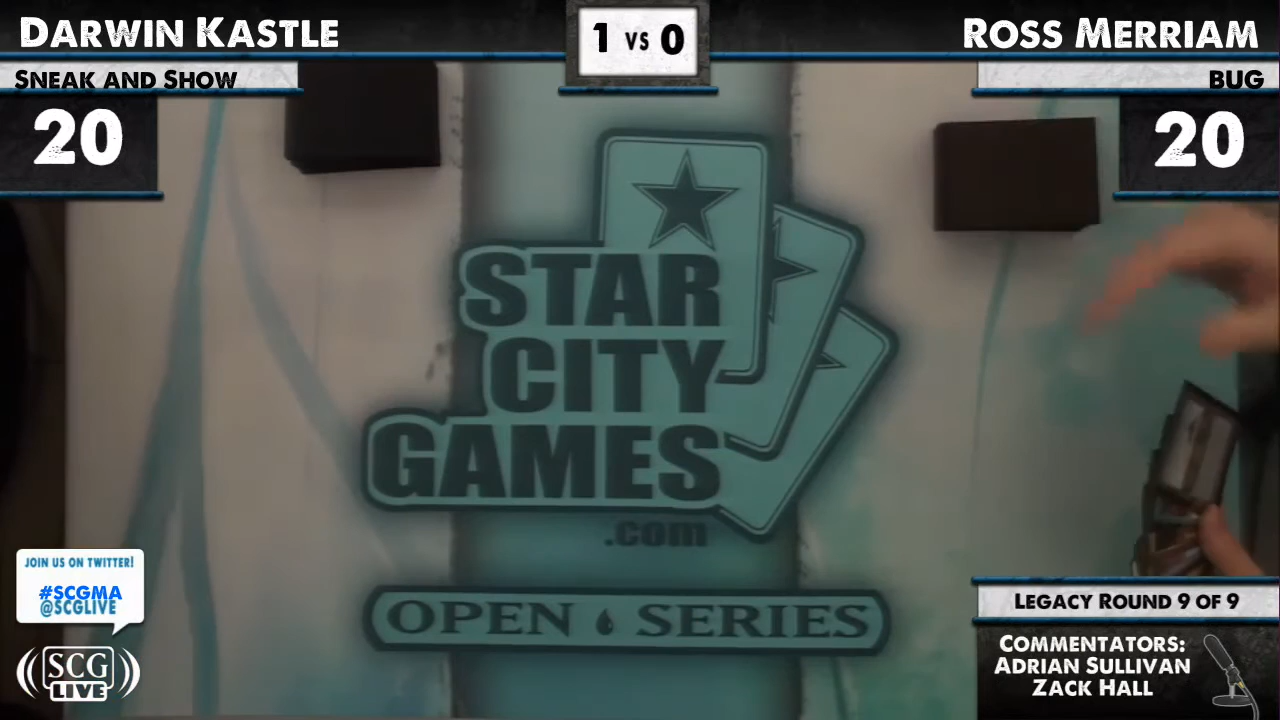 DARWIN KASTLE
1 VS 0
ROSS MERRIAM
SNEAK AND SHOW
BUG
20
20
STAR
CITY
GAMES
.com
OPEN SERIES
JOIN US ON TWITTER!
#SCGMA
@SCGLIVE
SCG
LIVE
LEGACY ROUND 9 OF 9
COMMENTATORS:
ADRIAN SULLIVAN
ZACK HALL